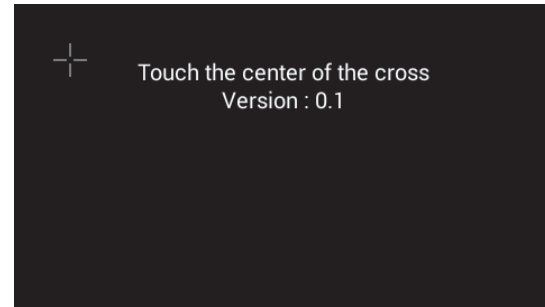 Touch the center of the cross
Version : 0.1